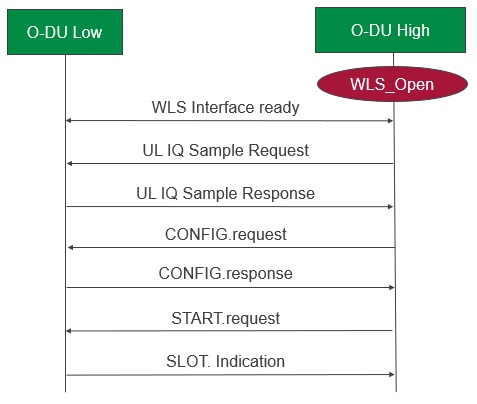 O-DU Low
O-DU High
WLS_Open
WLS Interface ready
UL IQ Sample Request
UL IQ Sample Response
CONFIG.request
CONFIG.response
START.request
SLOT. Indication